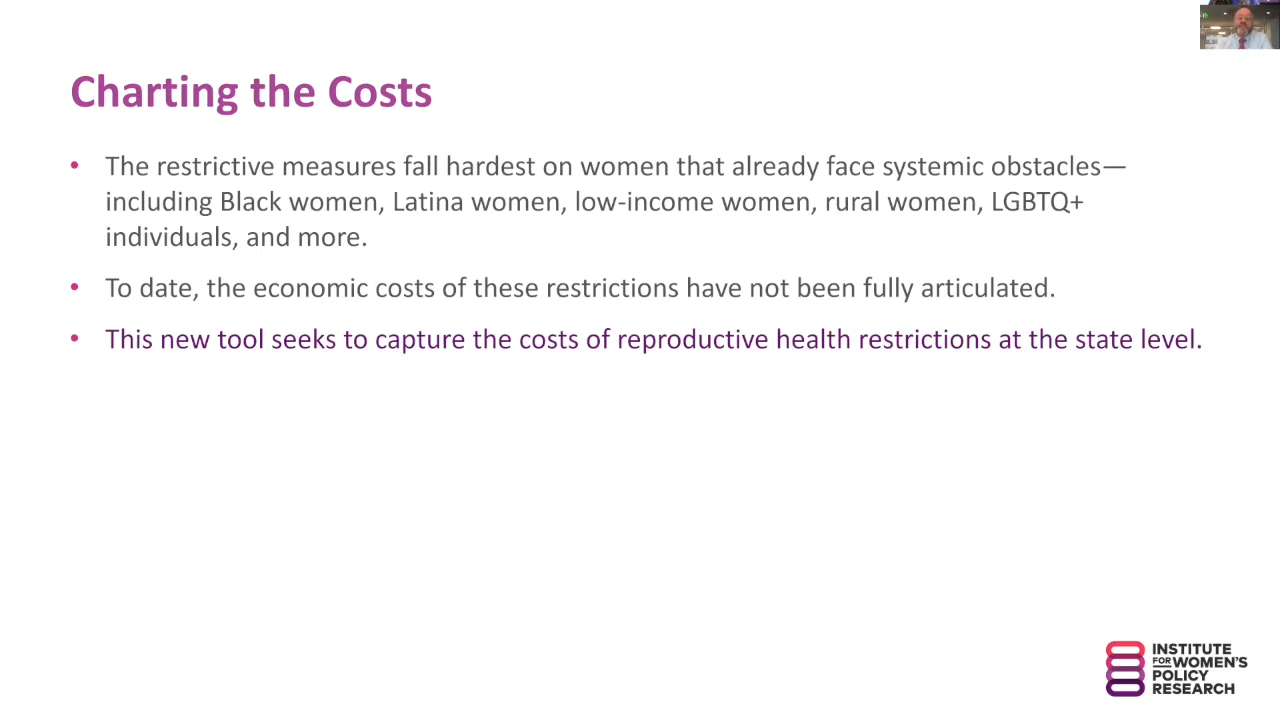 Charting the Costs
• The restrictive measures fall hardest on women that already face systemic obstacles—
including Black women, Latina women, low-income women, rural women, LGBTQ+
individuals, and more.
• To date, the economic costs of these restrictions have not been fully articulated.
• This new tool seeks to capture the costs of reproductive health restrictions at the state level.
INSTITUTE
FOR WOMEN'S
POLICY
RESEARCH